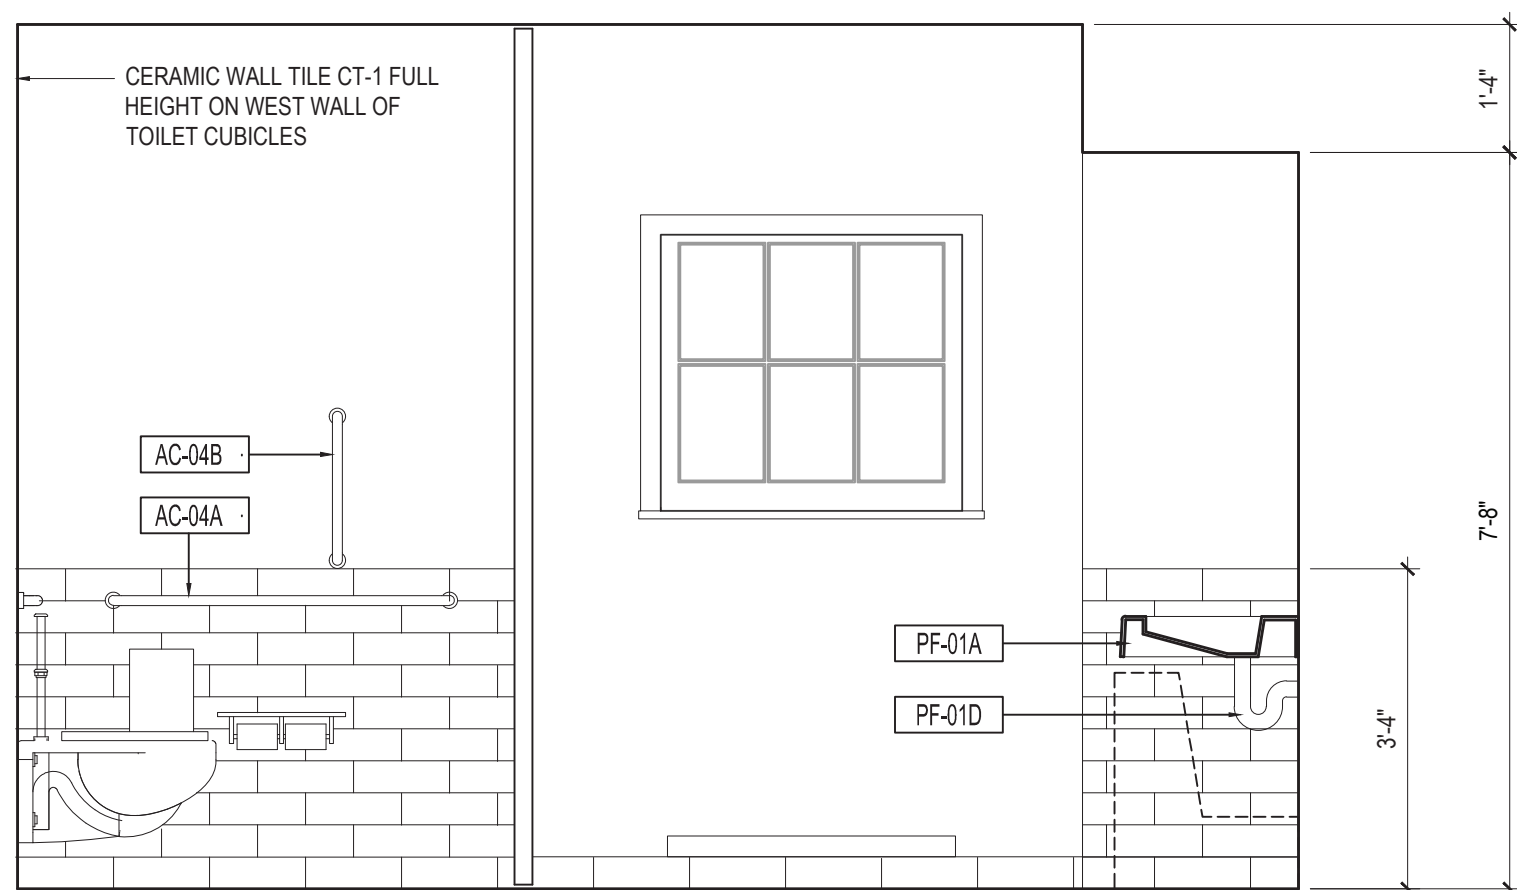 CERAMIC WALL TILE CT-1 FULL
HEIGHT ON WEST WALL OF
TOILET CUBICLES
1'-4"
AC-04B
AC-04A
7'-8"
PF-01A
PF-01D
3'-4"